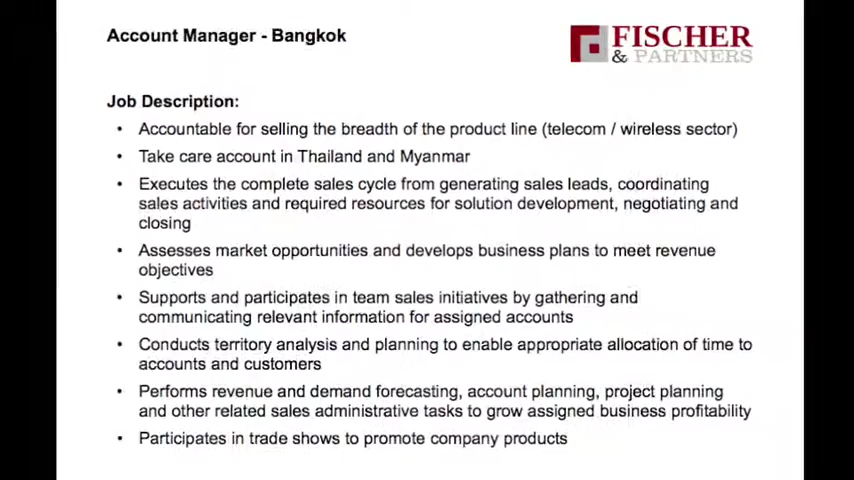 Account Manager - Bangkok
FISCHER
& PARTNERS
Job Description:
• Accountable for selling the breadth of the product line (telecom / wireless sector)
• Take care account in Thailand and Myanmar
• Executes the complete sales cycle from generating sales leads, coordinating
sales activities and required resources for solution development, negotiating and
closing
• Assesses market opportunities and develops business plans to meet revenue
objectives
• Supports and participates in team sales initiatives by gathering and
communicating relevant information for assigned accounts
• Conducts territory analysis and planning to enable appropriate allocation of time to
accounts and customers
• Performs revenue and demand forecasting, account planning, project planning
and other related sales administrative tasks to grow assigned business profitability
• Participates in trade shows to promote company products